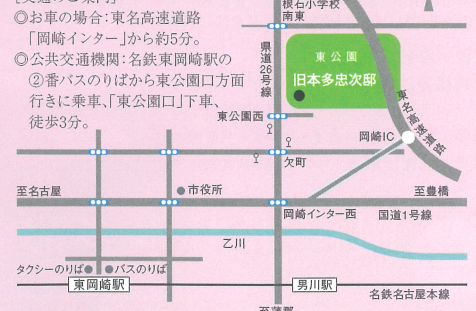 ◎お車の場合：東名高速道路
「岡崎インター」から約5分。
◎公共交通機関：名鉄東岡崎駅の
②番バスのりばから東公園口方面
行きに乗車、「東公園口」下車、
徒歩3分。
根石小学校
南東
県道26号線
東公園
旧本多忠次邸
東公園西
東名高速道路
岡崎IC
欠町
至名古屋
市役所
至豊橋
岡崎インター西
国道1号線
乙川
タクシーのりば
バスのりば
東岡崎駅
男川駅
名鉄名古屋本線
至蒲郡